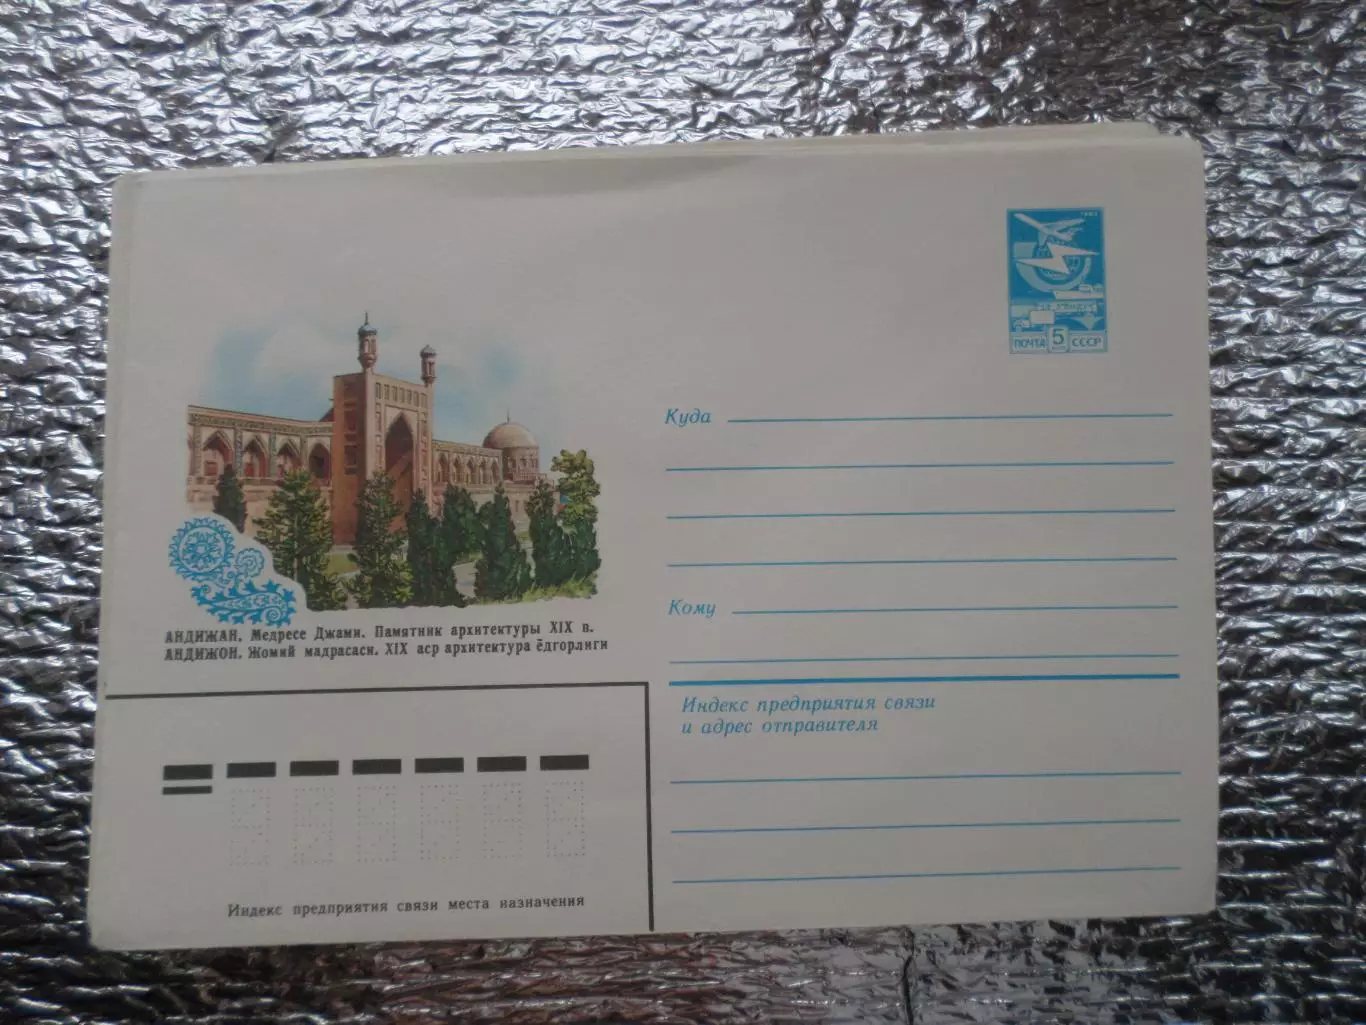 ПОЧТА 5 СССР
АНДИЖАН. Медресе Джами. Памятник архитектуры XIX в.
АНДИЖОН. Жомий мадрасаси. XIX аср архитектура ёдгорлиги
Куда
Кому
Индекс предприятия связи
и адрес отправителя
Индекс предприятия связи места назначения